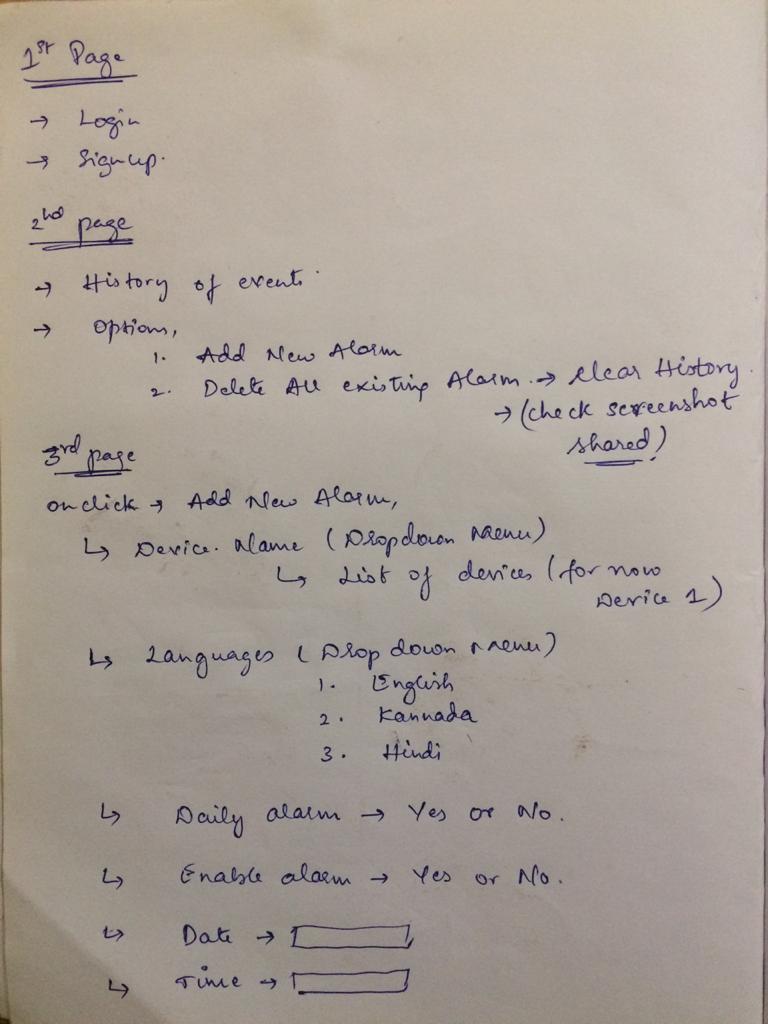 1st Page
→ Login
→ Signup.
2nd page
→ History of events.
→ Options,
1. Add New Alarm
2. Delete All existing Alarm. → clear History.
→ (check screenshot
shared!)
3rd page
onclick → Add New Alarm,
↳ Device. Name (Dropdown Menu)
↳ List of devices (for now
Device 1)
↳ Languages (Drop down Menu)
1. English
2. Kannada
3. Hindi
↳ Daily alarm → Yes or No.
↳ Enable alarm → Yes or No.
↳ Date →
↳ Time →